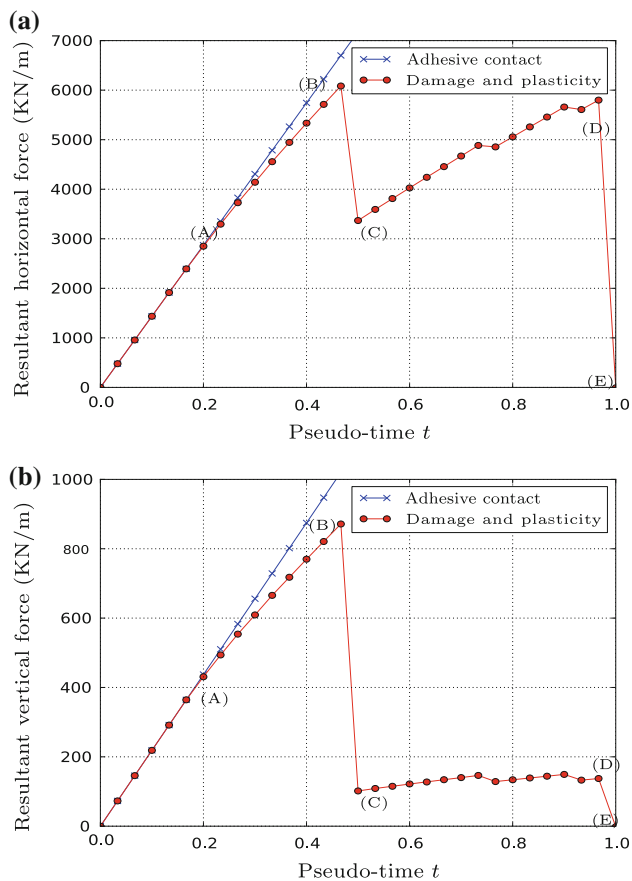 (a)
7000
6000
5000
4000
3000
2000
1000
0
Resultant horizontal force (KN/m)
Adhesive contact
Damage and plasticity
(A)
(B)
(C)
(D)
(E)
0.0 0.2 0.4 0.6 0.8 1.0
Pseudo-time t
(b)
1000
800
600
400
200
0
Resultant vertical force (KN/m)
Adhesive contact
Damage and plasticity
(A)
(B)
(C)
(D)
(E)
0.0 0.2 0.4 0.6 0.8 1.0
Pseudo-time t